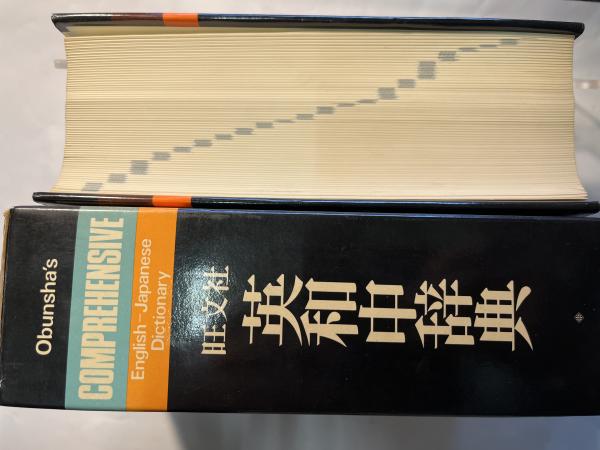 Obunsha's
COMPREHENSIVE
English–Japanese
Dictionary
旺文社
英和中辞典